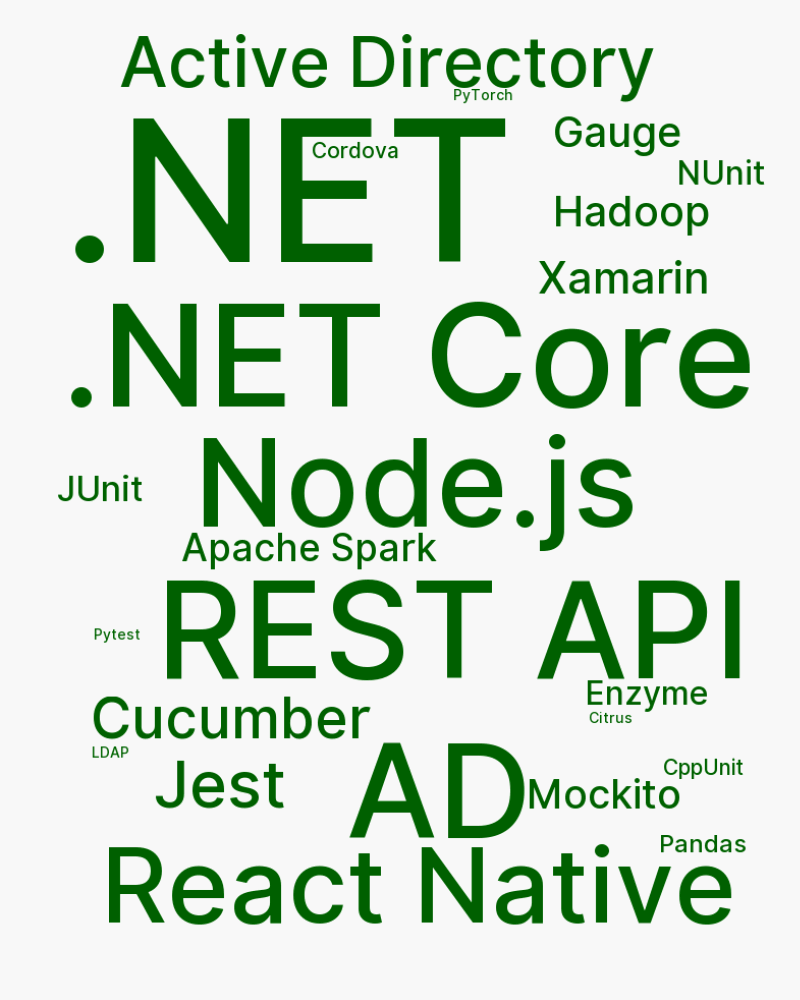 Active Directory
PyTorch
.NET
Cordova
Gauge
NUnit
Hadoop
Xamarin
.NET Core
Node.js
JUnit
Apache Spark
REST API
Pytest
Enzyme
Cucumber
Citrus
LDAP
AD
Jest
CppUnit
Mockito
Pandas
React Native